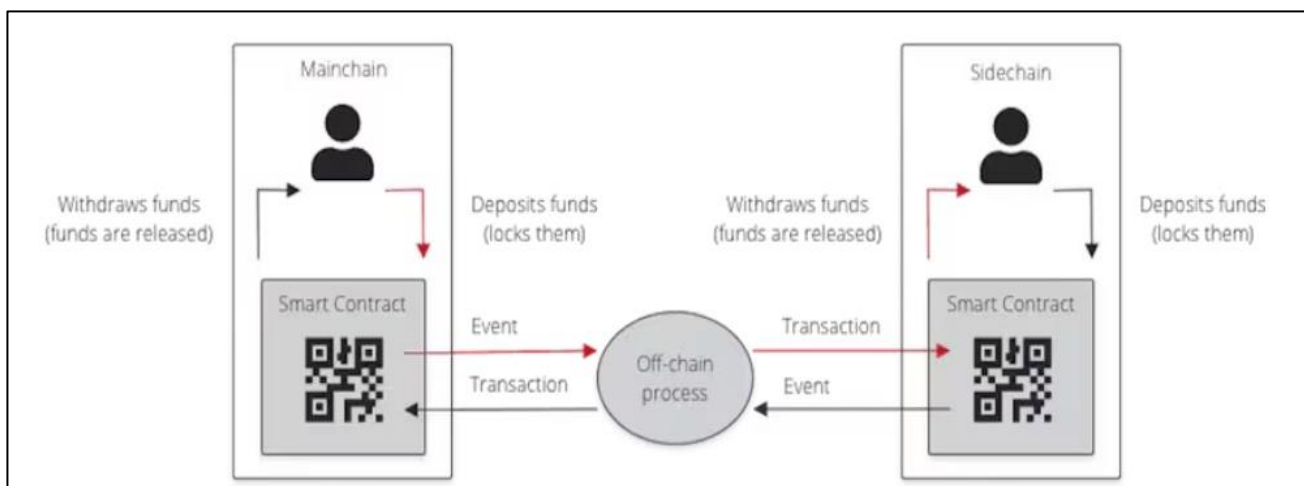 Mainchain
Withdraws funds
(funds are released)
Deposits funds
(locks them)
Smart Contract
Event
Transaction
Off-chain
process
Sidechain
Withdraws funds
(funds are released)
Deposits funds
(locks them)
Smart Contract
Transaction
Event